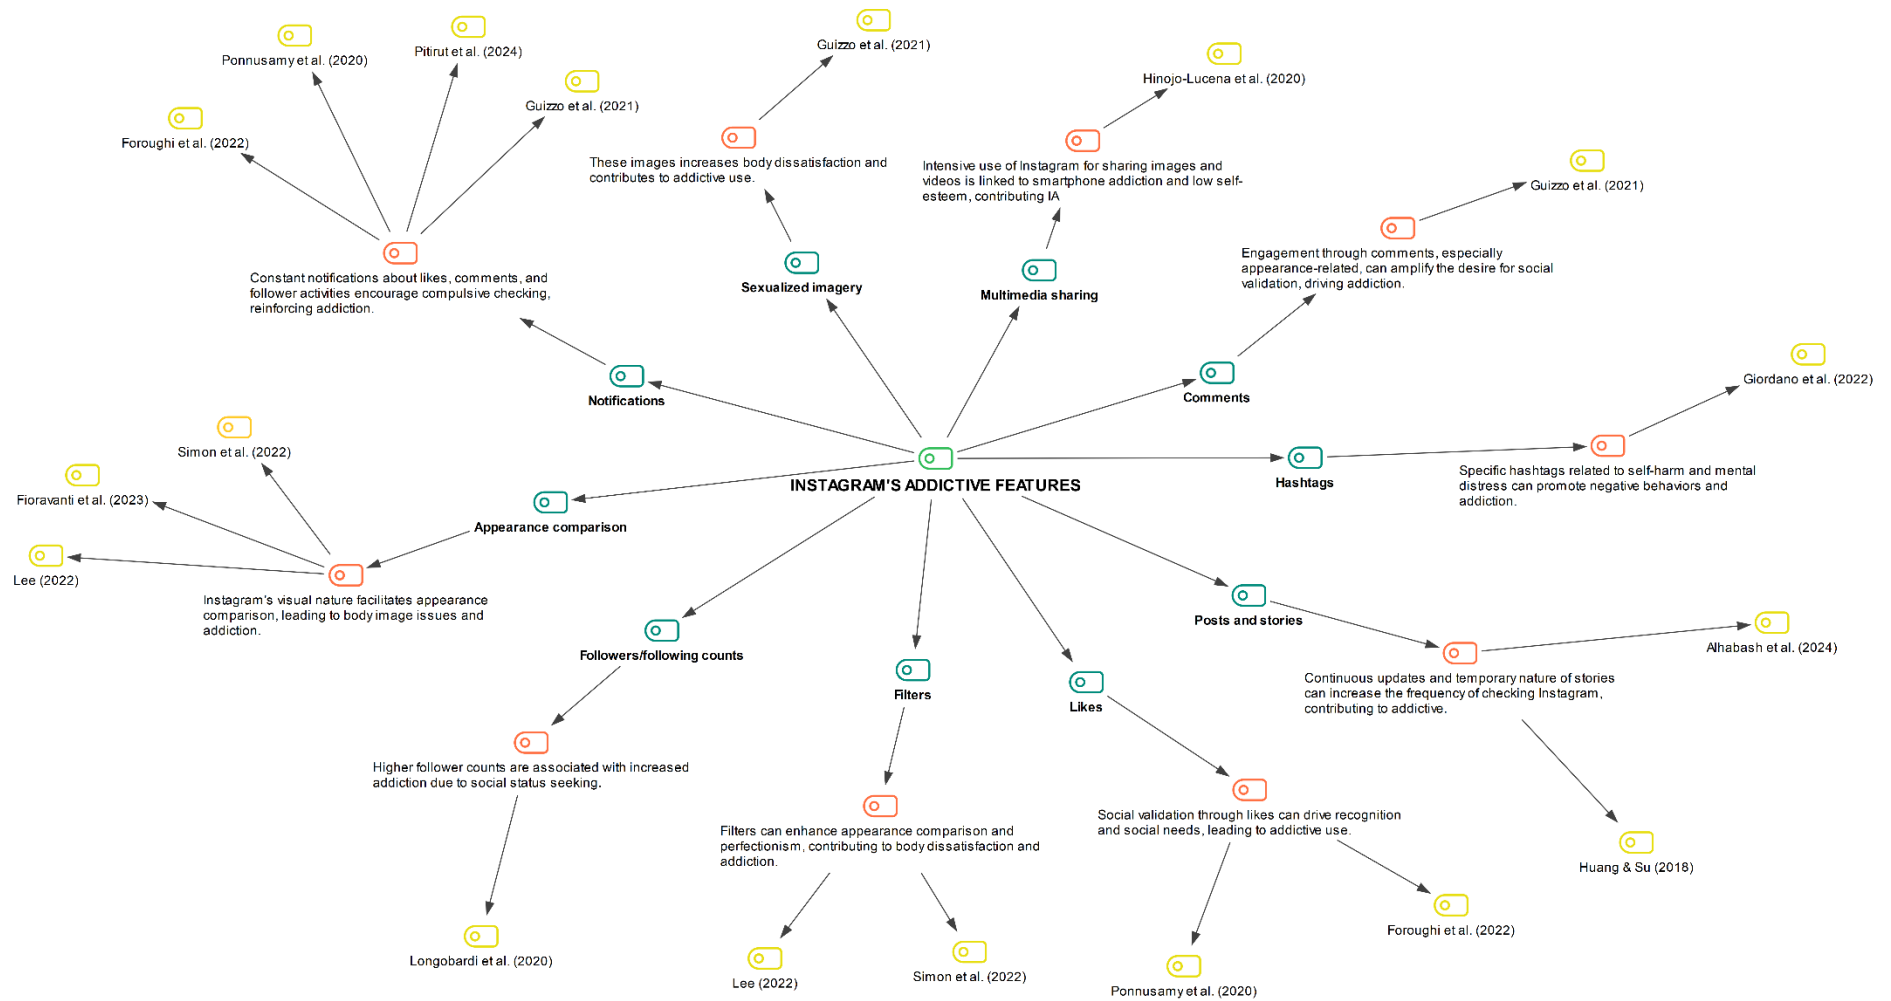 Guizzo et al. (2021)
Pitirut et al. (2024)
Ponnusamy et al. (2020)
Hinojo-Lucena et al. (2020)
Guizzo et al. (2021)
Foroughi et al. (2022)
These images increases body dissatisfaction and
contributes to addictive use.
Intensive use of Instagram for sharing images and
videos is linked to smartphone addiction and low self-
esteem, contributing IA
Guizzo et al. (2021)
Constant notifications about likes, comments, and
follower activities encourage compulsive checking,
reinforcing addiction.
Engagement through comments, especially
appearance-related, can amplify the desire for social
validation, driving addiction.
Sexualized imagery
Multimedia sharing
Notifications
Comments
Giordano et al. (2022)
Simon et al. (2022)
Fioravanti et al. (2023)
Lee (2022)
INSTAGRAM'S ADDICTIVE FEATURES
Hashtags
Specific hashtags related to self-harm and mental
distress can promote negative behaviors and
addiction.
Appearance comparison
Instagram's visual nature facilitates appearance
comparison, leading to body image issues and
addiction.
Posts and stories
Alhabash et al. (2024)
Followers/following counts
Filters
Likes
Continuous updates and temporary nature of stories
can increase the frequency of checking Instagram,
contributing to addictive.
Higher follower counts are associated with increased
addiction due to social status seeking.
Filters can enhance appearance comparison and
perfectionism, contributing to body dissatisfaction and
addiction.
Social validation through likes can drive recognition
and social needs, leading to addictive use.
Huang & Su (2018)
Foroughi et al. (2022)
Longobardi et al. (2020)
Lee (2022)
Simon et al. (2022)
Ponnusamy et al. (2020)